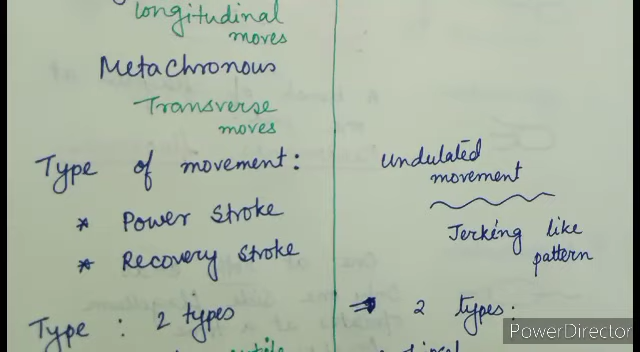 longitudinal
moves
Metachronous
Transverse
moves
Type of movement:
* Power Stroke
* Recovery Stroke
Type : 2 types
undulated
movement
Jerking like
pattern
⇒ 2 types:
PowerDirector